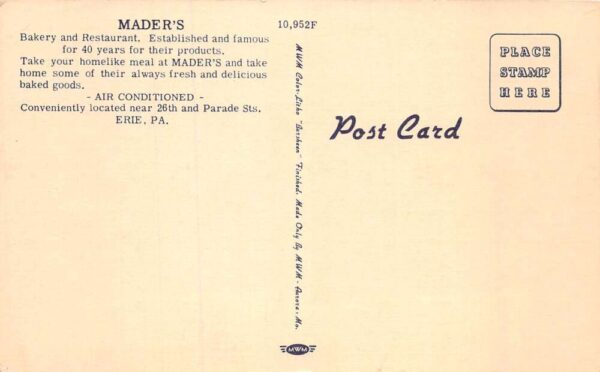 MADER'S
Bakery and Restaurant. Established and famous
for 40 years for their products.
Take your homelike meal at MADER'S and take
home some of their always fresh and delicious
baked goods.
- AIR CONDITIONED -
Conveniently located near 26th and Parade Sts.
ERIE, PA.
10,952F
MWM Color-Litho "Dersheen" Finished. Made Only By MWM - Aurora - Mo.
MWM
Post Card
PLACE
STAMP
HERE